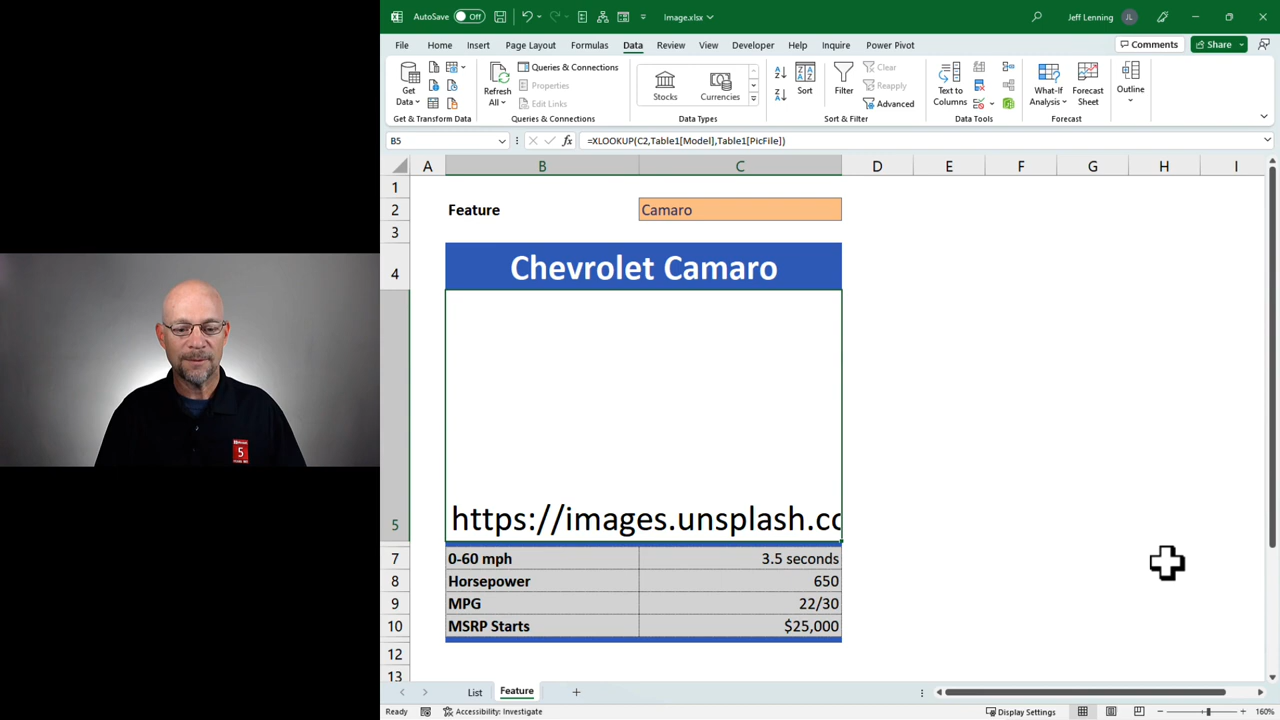 AutoSave Off
Image.xlsx
Jeff Lenning JL
File Home Insert Page Layout Formulas Data Review View Developer Help Inquire Power Pivot
Comments Share
Get Data
Refresh All
Queries & Connections
Properties
Edit Links
Stocks Currencies
Sort
Filter
Clear
Reapply
Advanced
Text to Columns
What-If Analysis
Forecast Sheet
Outline
Get & Transform Data Queries & Connections Data Types Sort & Filter Data Tools Forecast
B5 fx =XLOOKUP(C2,Table1[Model],Table1[PicFile])
A B C D E F G H I
1
2 Feature Camaro
3
4 Chevrolet Camaro
5 https://images.unsplash.cc
7 0-60 mph 3.5 seconds
8 Horsepower 650
9 MPG 22/30
10 MSRP Starts $25,000
12
13
List Feature
Ready Accessibility: Investigate Display Settings 160%
5